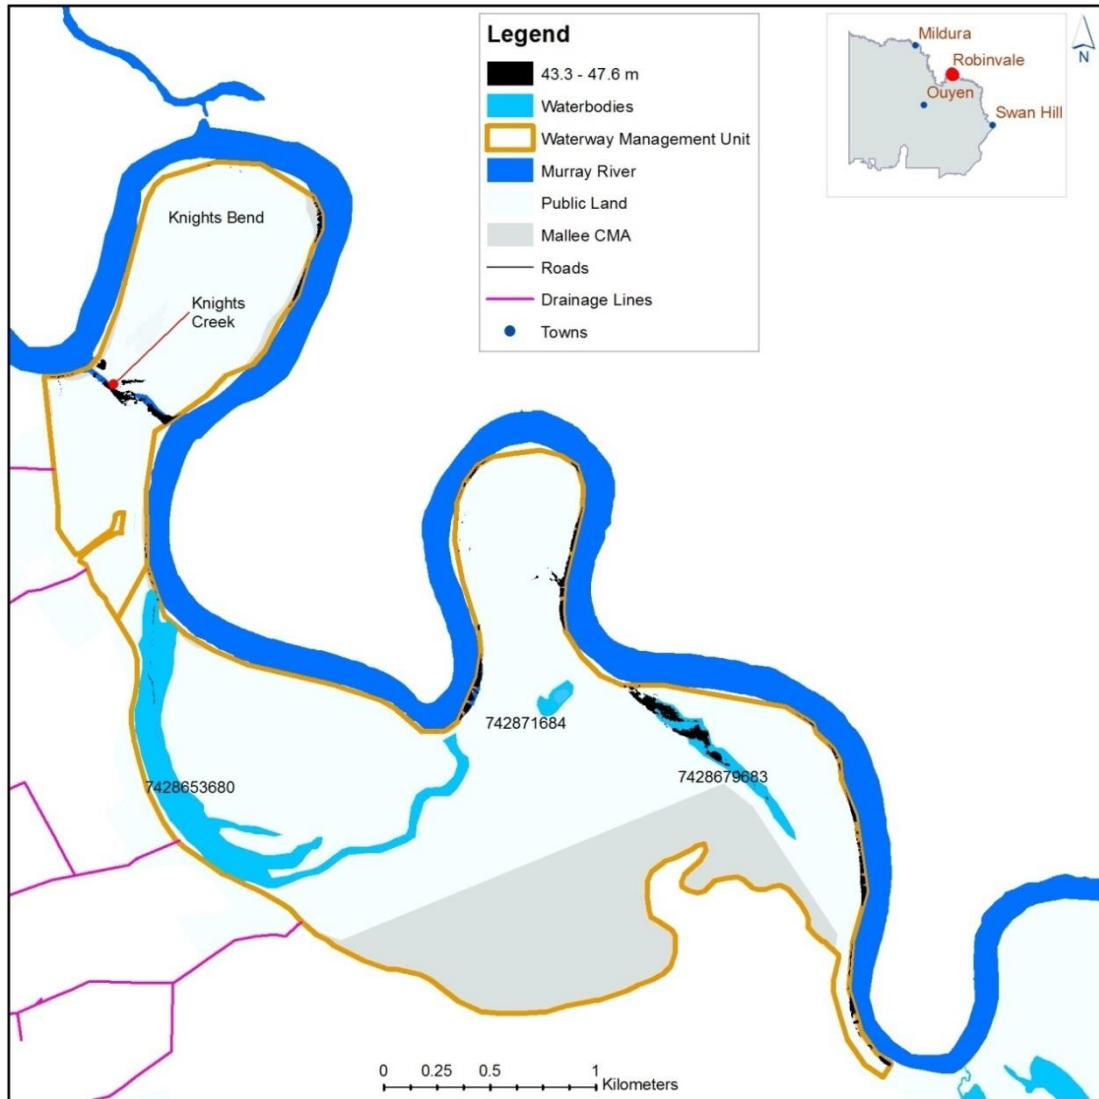 Legend
43.3 - 47.6 m
Waterbodies
Waterway Management Unit
Murray River
Public Land
Mallee CMA
Roads
Drainage Lines
Towns
Mildura
Robinvale
Ouyen
Swan Hill
N
Knights Bend
Knights
Creek
742871684
7428679683
7428653680
0 0.25 0.5 1
Kilometers